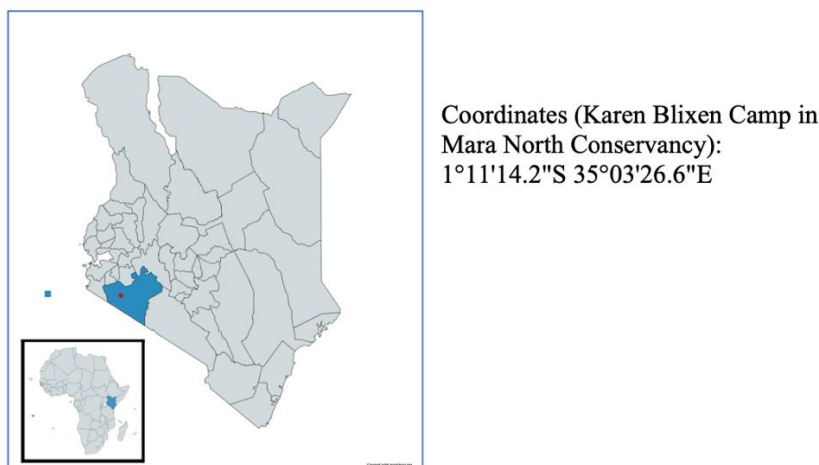 Coordinates (Karen Blixen Camp in
Mara North Conservancy):
1°11'14.2"S 35°03'26.6"E